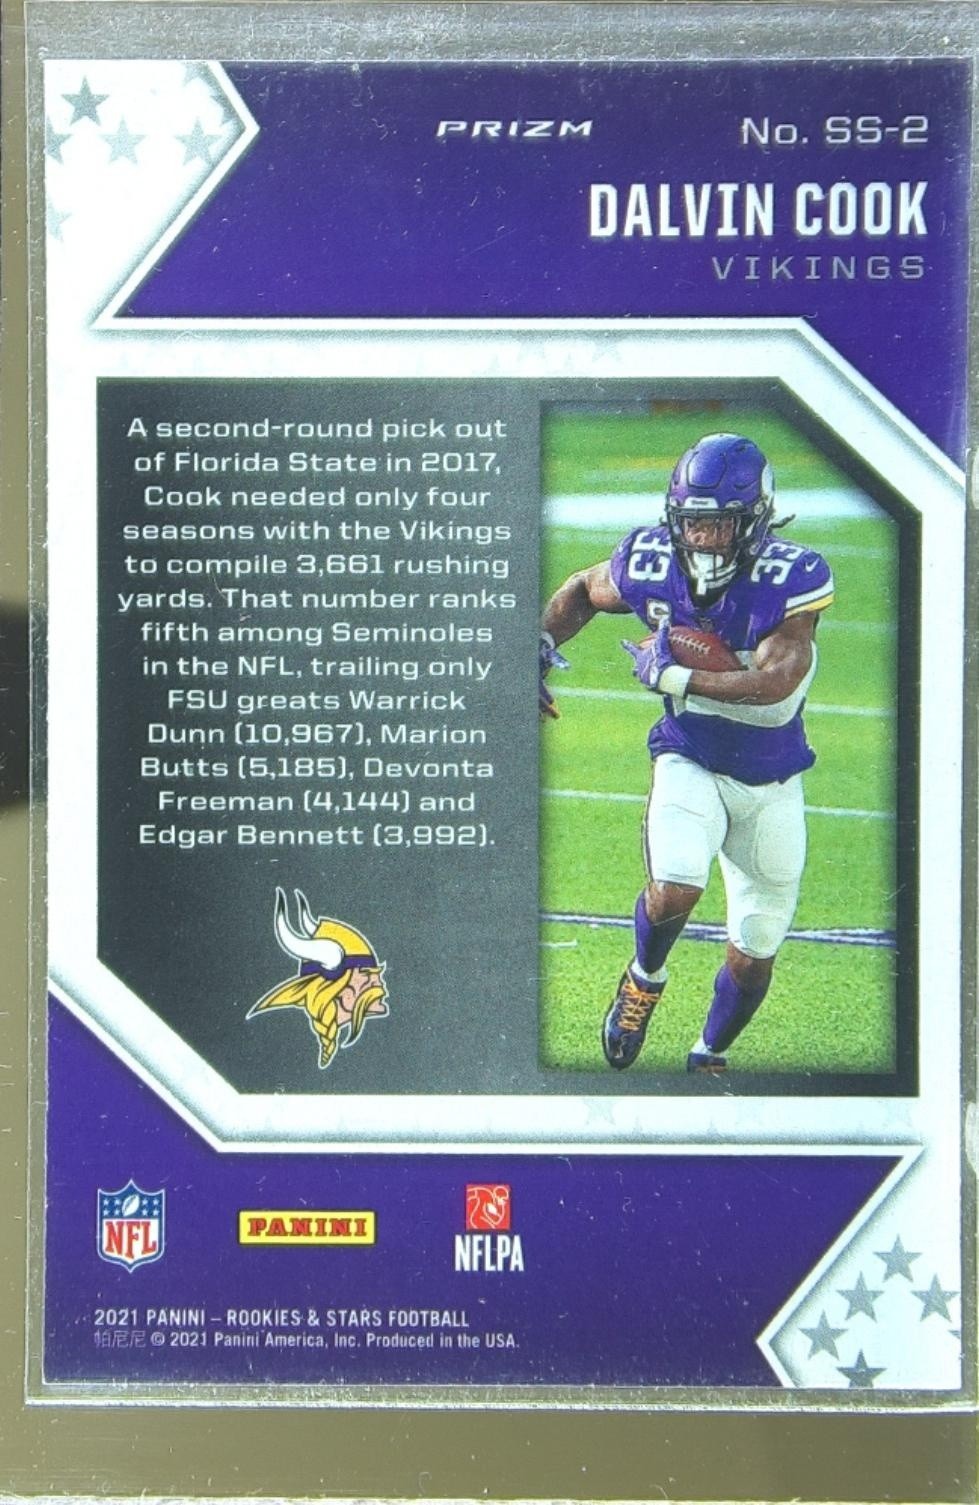 PRIZM
No. SS-2
DALVIN COOK
VIKINGS
A second-round pick out
of Florida State in 2017,
Cook needed only four
seasons with the Vikings
to compile 3,661 rushing
yards. That number ranks
fifth among Seminoles
in the NFL, trailing only
FSU greats Warrick
Dunn (10,967), Marion
Butts (5,185), Devonta
Freeman (4,144) and
Edgar Bennett (3,992).
33
33
NFL
PANINI
NFLPA
2021 PANINI – ROOKIES & STARS FOOTBALL
帕尼尼 © 2021 Panini America, Inc. Produced in the USA.